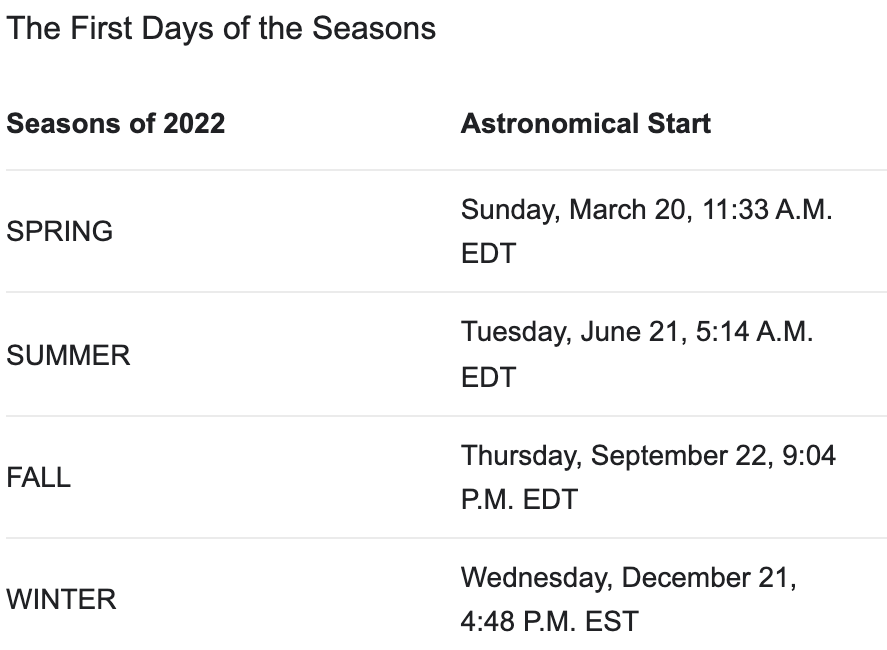 The First Days of the Seasons
Seasons of 2022 Astronomical Start
SPRING
Sunday, March 20, 11:33 A.M.
EDT
SUMMER
Tuesday, June 21, 5:14 A.M.
EDT
FALL
Thursday, September 22, 9:04
P.M. EDT
WINTER
Wednesday, December 21,
4:48 P.M. EST